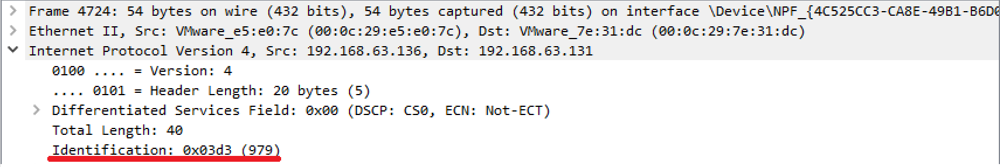 Frame 4724: 54 bytes on wire (432 bits), 54 bytes captured (432 bits) on interface \Device\NPF_{4C525CC3-CA8E-49B1-B6D0
Ethernet II, Src: VMware_e5:e0:7c (00:0c:29:e5:e0:7c), Dst: VMware_7e:31:dc (00:0c:29:7e:31:dc)
Internet Protocol Version 4, Src: 192.168.63.136, Dst: 192.168.63.131
0100 .... = Version: 4
.... 0101 = Header Length: 20 bytes (5)
Differentiated Services Field: 0x00 (DSCP: CS0, ECN: Not-ECT)
Total Length: 40
Identification: 0x03d3 (979)